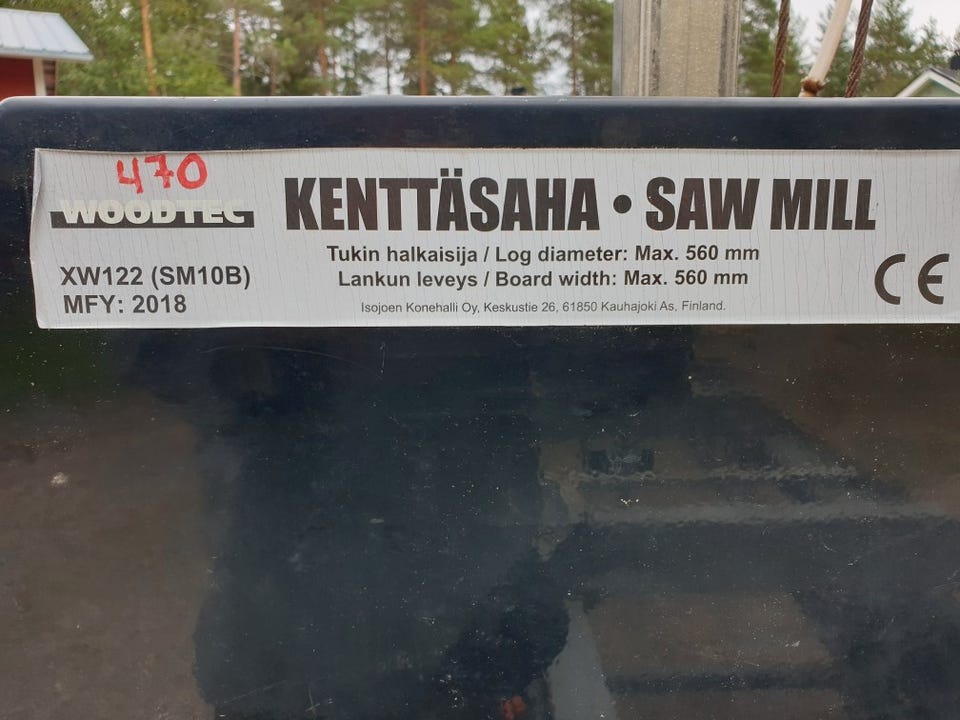 470
WOODTEC
XW122 (SM10B)
MFY: 2018
KENTTÄSAHA • SAW MILL
Tukin halkaisija / Log diameter: Max. 560 mm
Lankun leveys / Board width: Max. 560 mm
Isojoen Konehalli Oy, Keskustie 26, 61850 Kauhajoki As, Finland.
CE